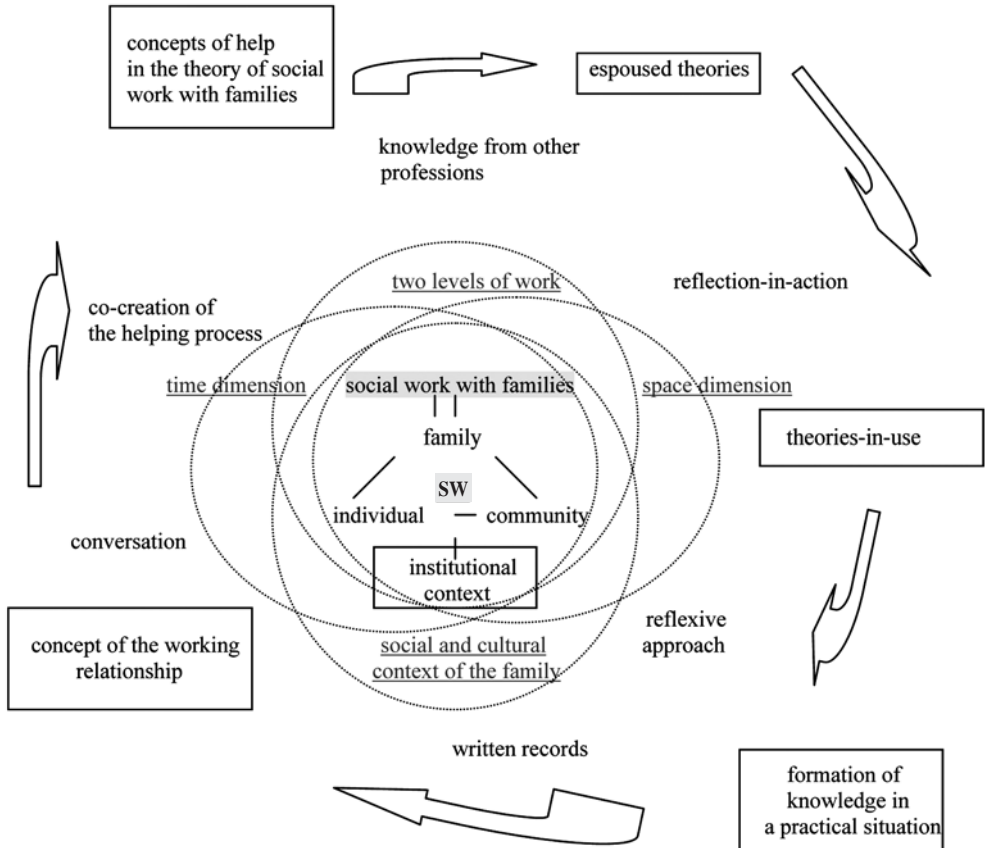 concepts of help
in the theory of social
work with families
espoused theories
knowledge from other
professions
two levels of work
reflection-in-action
co-creation of
the helping process
time dimension
social work with families
space dimension
family
theories-in-use
SW
individual
community
conversation
institutional
context
reflexive
approach
concept of the working
relationship
social and cultural
context of the family
written records
formation of
knowledge in
a practical situation